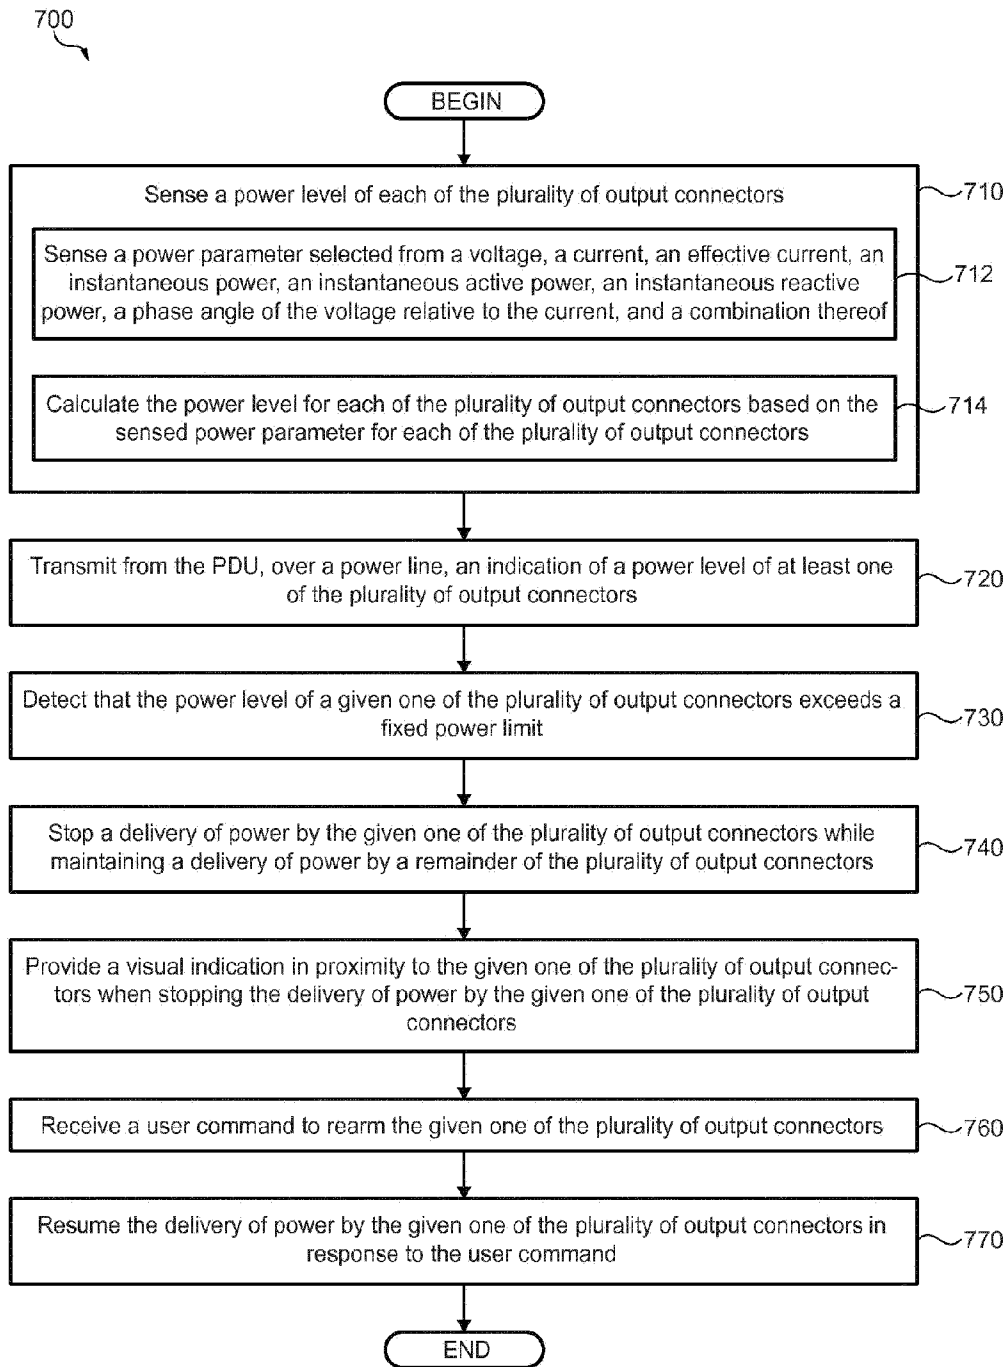 700
BEGIN
Sense a power level of each of the plurality of output connectors
710
Sense a power parameter selected from a voltage, a current, an effective current, an
instantaneous power, an instantaneous active power, an instantaneous reactive
power, a phase angle of the voltage relative to the current, and a combination thereof
712
Calculate the power level for each of the plurality of output connectors based on the
sensed power parameter for each of the plurality of output connectors
714
Transmit from the PDU, over a power line, an indication of a power level of at least one
of the plurality of output connectors
720
Detect that the power level of a given one of the plurality of output connectors exceeds a
fixed power limit
730
Stop a delivery of power by the given one of the plurality of output connectors while
maintaining a delivery of power by a remainder of the plurality of output connectors
740
Provide a visual indication in proximity to the given one of the plurality of output connec-
tors when stopping the delivery of power by the given one of the plurality of output
connectors
750
Receive a user command to rearm the given one of the plurality of output connectors
760
Resume the delivery of power by the given one of the plurality of output connectors in
response to the user command
770
END